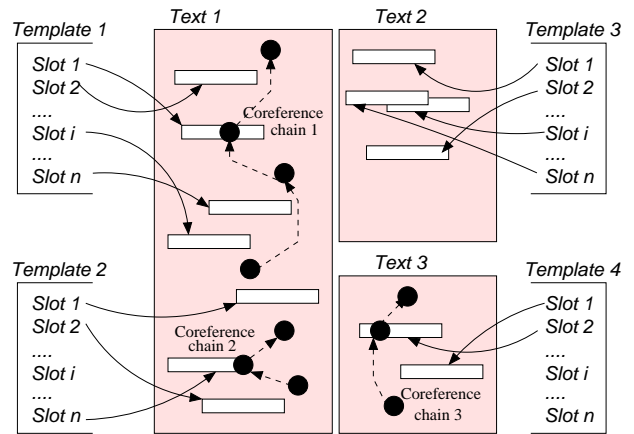 Template 1
Slot 1
Slot 2
....
Slot i
....
Slot n
Text 1
Coreference
chain 1
Text 2
Template 3
Slot 1
Slot 2
....
Slot i
....
Slot n
Template 2
Slot 1
Slot 2
....
Slot i
....
Slot n
Coreference
chain 2
Text 3
Coreference
chain 3
Template 4
Slot 1
Slot 2
....
Slot i
....
Slot n